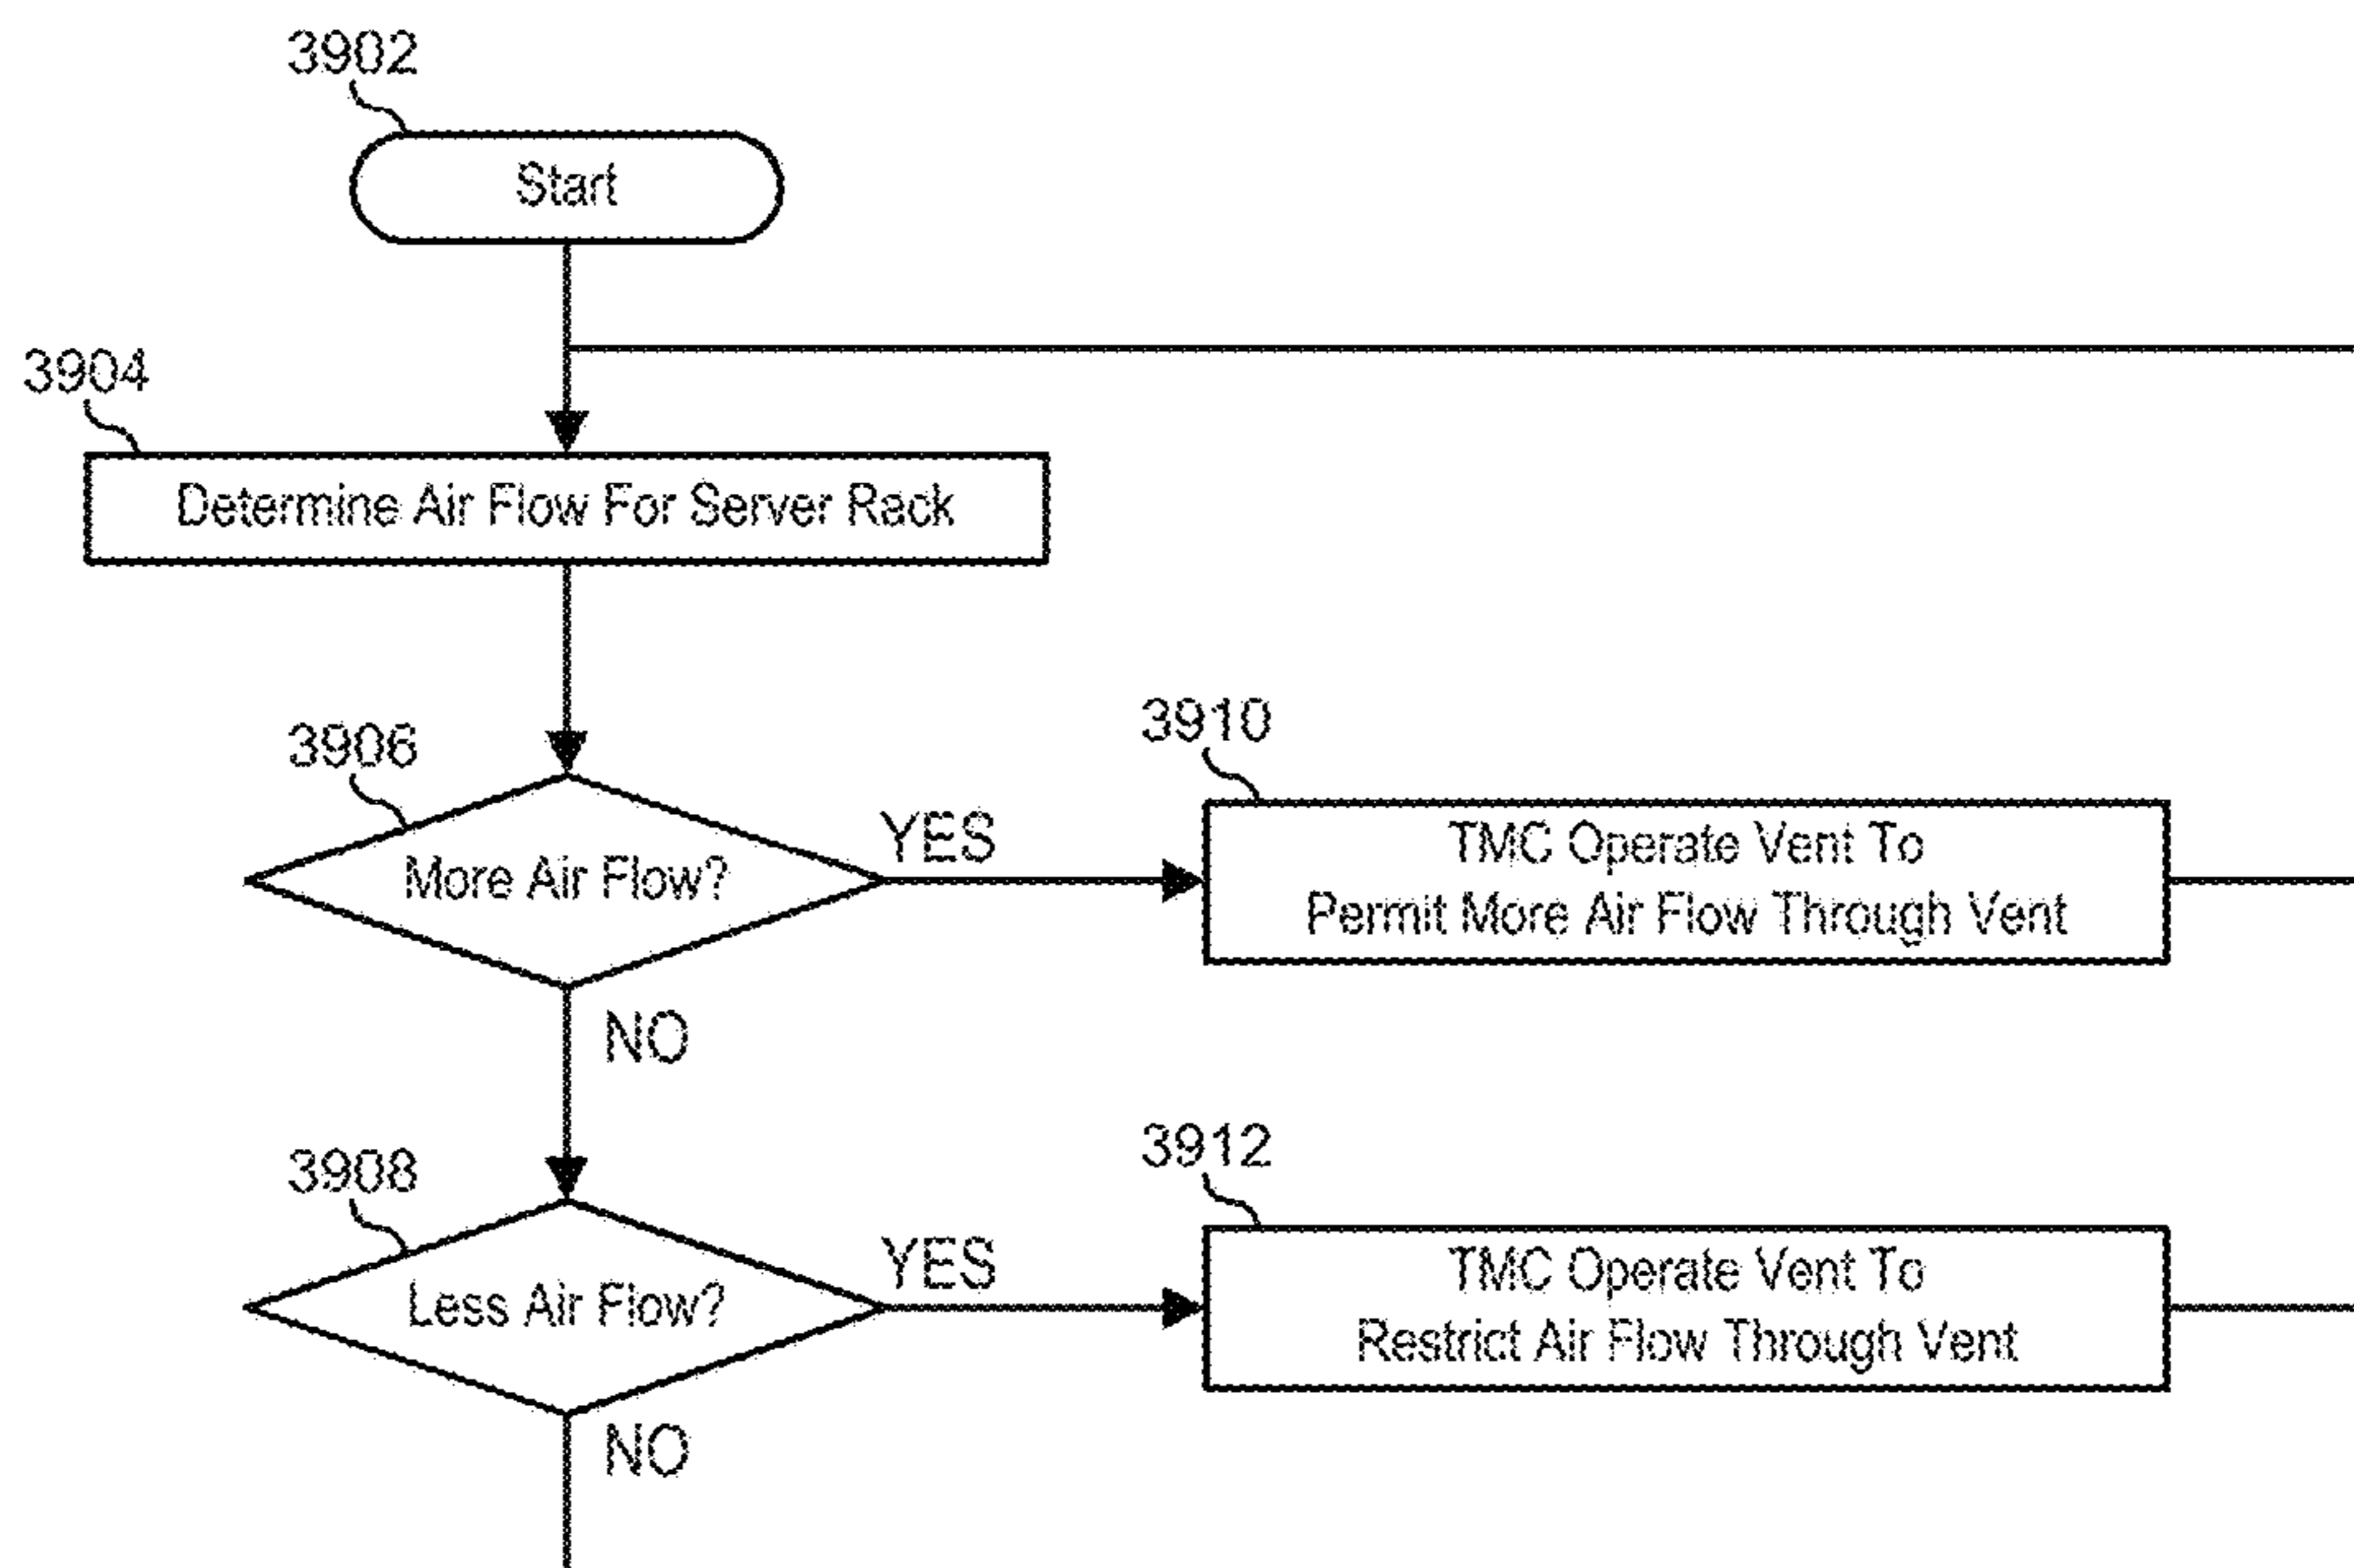 3902
Start
3904
Determine Air Flow For Server Rack
3906
More Air Flow?
YES
3910
TMC Operate Vent To
Permit More Air Flow Through Vent
NO
3908
Less Air Flow?
YES
3912
TMC Operate Vent To
Restrict Air Flow Through Vent
NO